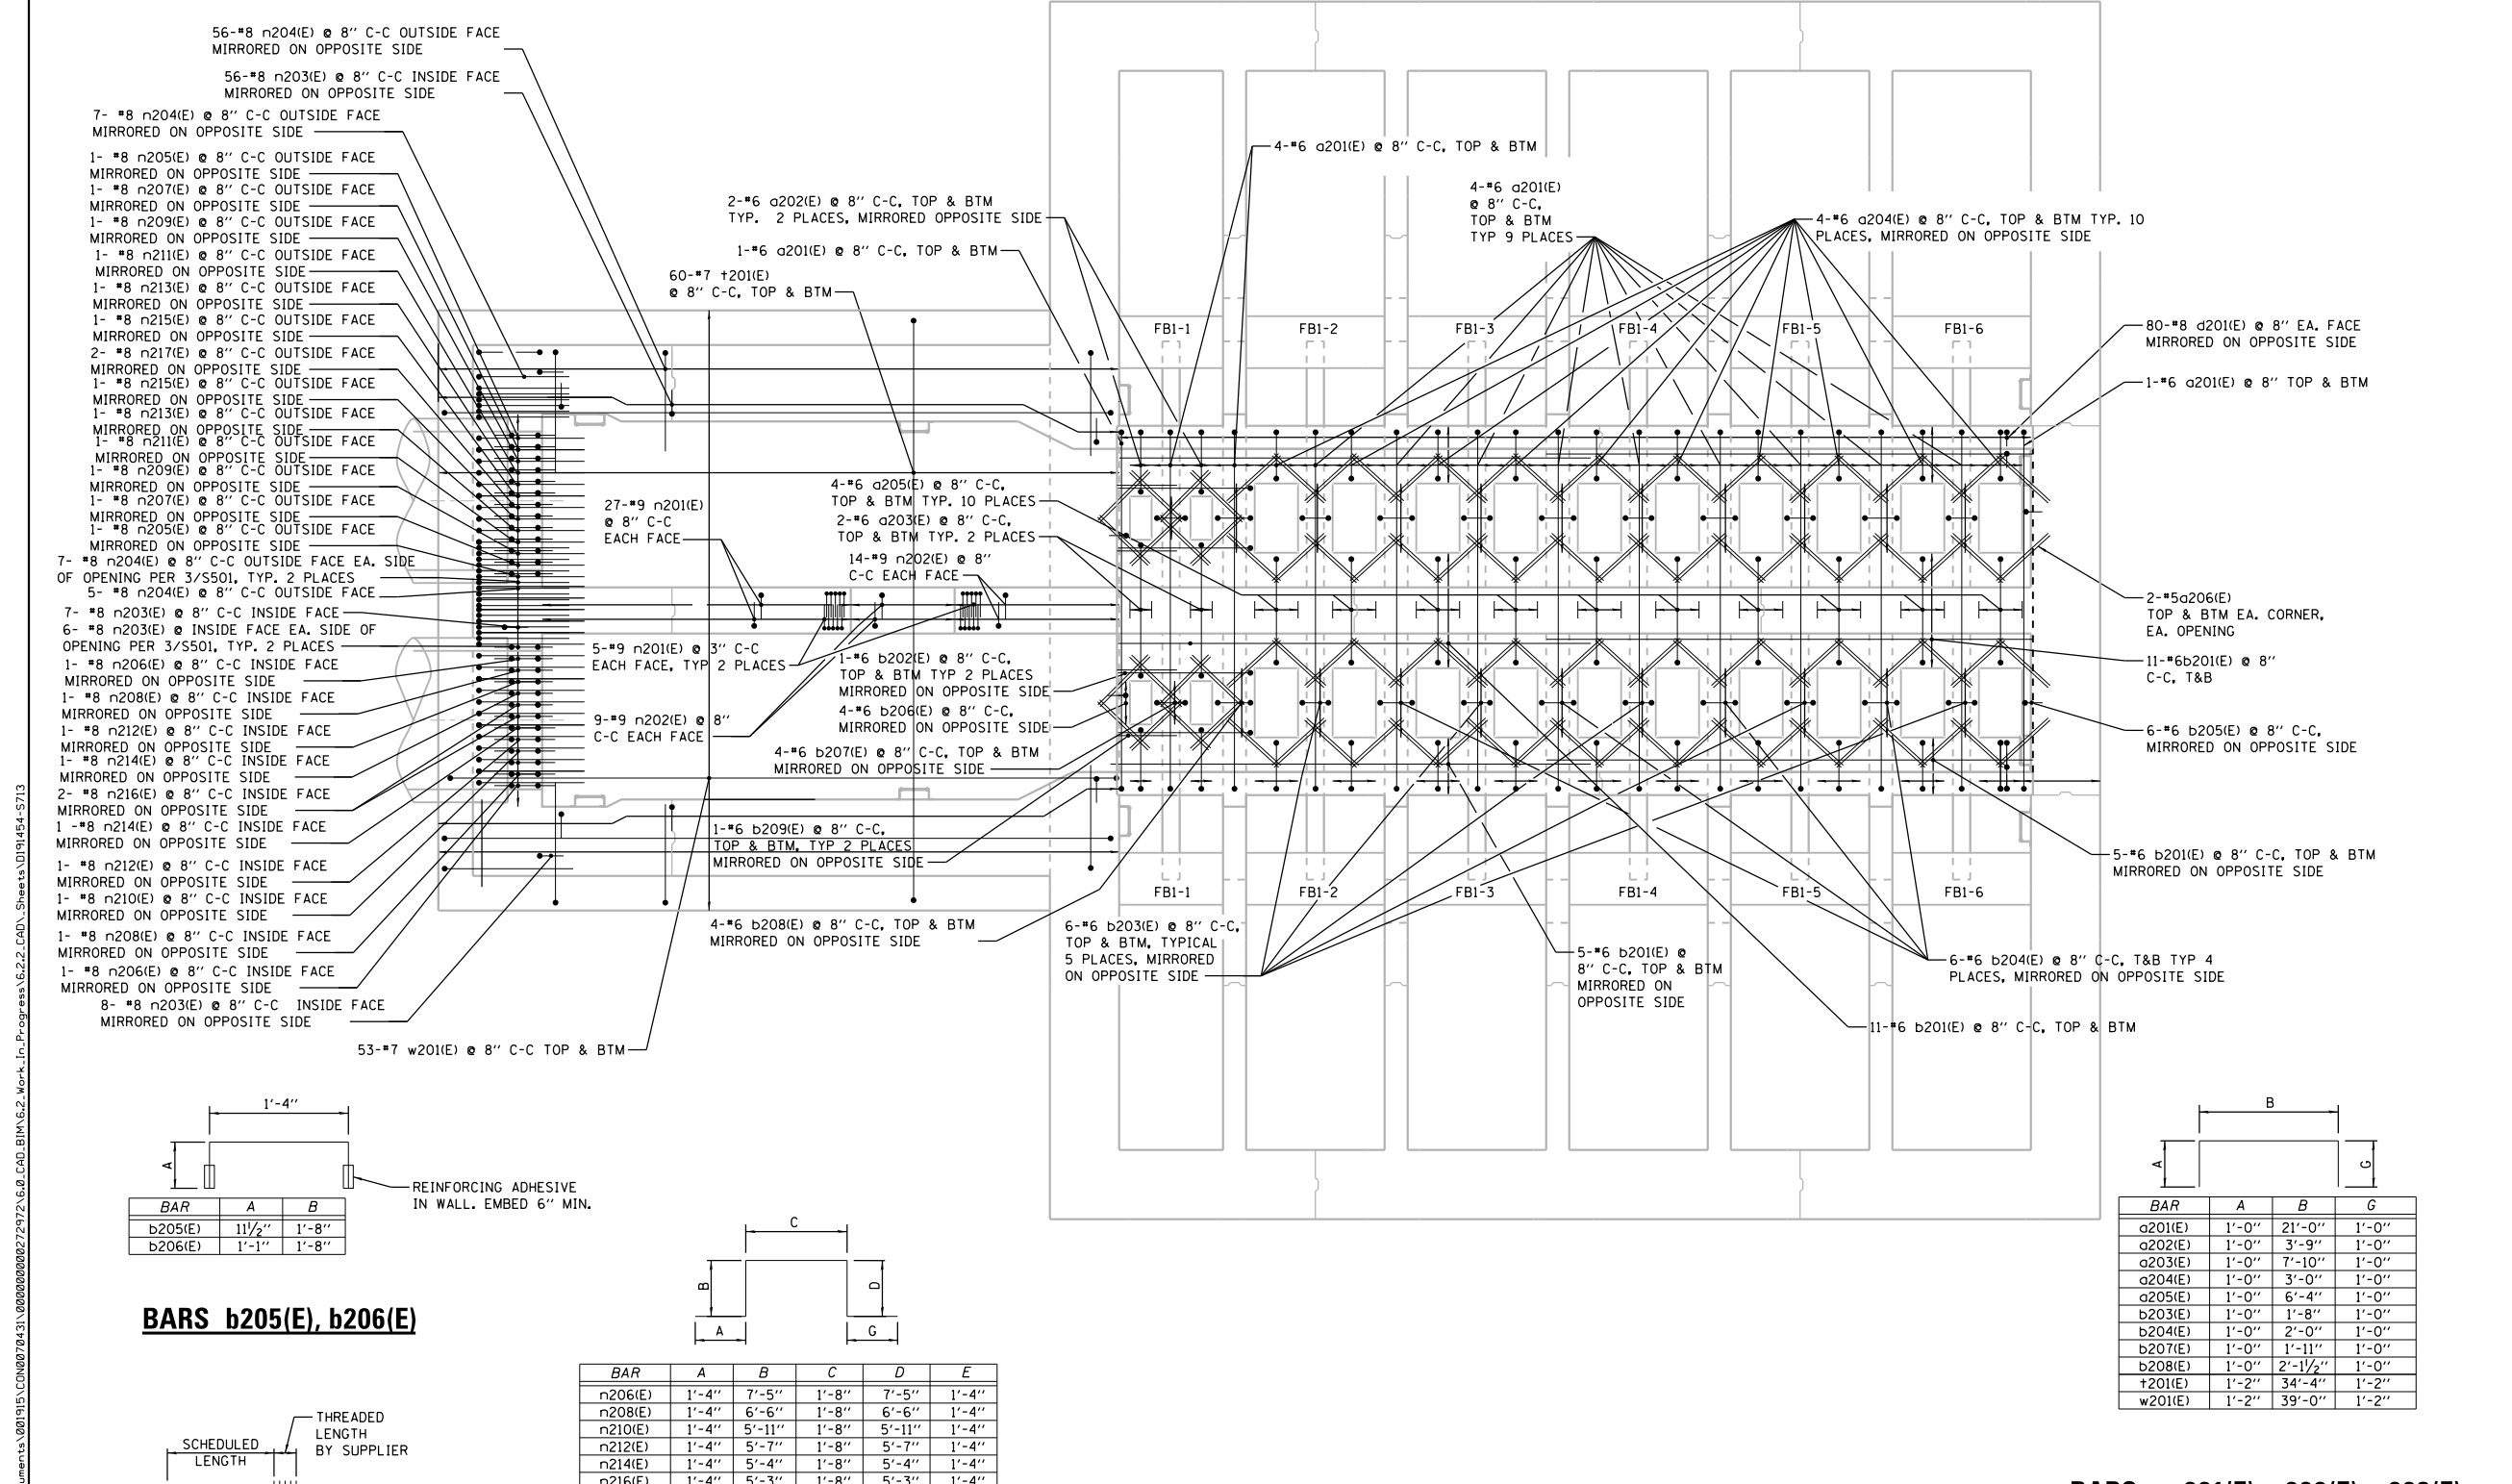 56-#8 n204(E) @ 8'' C-C OUTSIDE FACE
MIRRORED ON OPPOSITE SIDE
56-#8 n203(E) @ 8'' C-C INSIDE FACE
MIRRORED ON OPPOSITE SIDE
7- #8 n204(E) @ 8'' C-C OUTSIDE FACE
MIRRORED ON OPPOSITE SIDE
1- #8 n205(E) @ 8'' C-C OUTSIDE FACE
MIRRORED ON OPPOSITE SIDE
1- #8 n207(E) @ 8'' C-C OUTSIDE FACE
MIRRORED ON OPPOSITE SIDE
1- #8 n209(E) @ 8'' C-C OUTSIDE FACE
MIRRORED ON OPPOSITE SIDE
1- #8 n211(E) @ 8'' C-C OUTSIDE FACE
MIRRORED ON OPPOSITE SIDE
1- #8 n213(E) @ 8'' C-C OUTSIDE FACE
MIRRORED ON OPPOSITE SIDE
1- #8 n215(E) @ 8'' C-C OUTSIDE FACE
MIRRORED ON OPPOSITE SIDE
2- #8 n217(E) @ 8'' C-C OUTSIDE FACE
MIRRORED ON OPPOSITE SIDE
1- #8 n215(E) @ 8'' C-C OUTSIDE FACE
MIRRORED ON OPPOSITE SIDE
1- #8 n213(E) @ 8'' C-C OUTSIDE FACE
MIRRORED ON OPPOSITE SIDE
1- #8 n211(E) @ 8'' C-C OUTSIDE FACE
MIRRORED ON OPPOSITE SIDE
1- #8 n209(E) @ 8'' C-C OUTSIDE FACE
MIRRORED ON OPPOSITE SIDE
1- #8 n207(E) @ 8'' C-C OUTSIDE FACE
MIRRORED ON OPPOSITE SIDE
1- #8 n205(E) @ 8'' C-C OUTSIDE FACE
MIRRORED ON OPPOSITE SIDE
7- #8 n204(E) @ 8'' C-C OUTSIDE FACE EA. SIDE
OF OPENING PER 3/S501, TYP. 2 PLACES
5- #8 n204(E) @ 8'' C-C OUTSIDE FACE
7- #8 n203(E) @ 8'' C-C INSIDE FACE
6- #8 n203(E) @ INSIDE FACE EA. SIDE OF
OPENING PER 3/S501, TYP. 2 PLACES
1- #8 n206(E) @ 8'' C-C INSIDE FACE
MIRRORED ON OPPOSITE SIDE
1- #8 n208(E) @ 8'' C-C INSIDE FACE
MIRRORED ON OPPOSITE SIDE
1- #8 n212(E) @ 8'' C-C INSIDE FACE
MIRRORED ON OPPOSITE SIDE
1- #8 n214(E) @ 8'' C-C INSIDE FACE
MIRRORED ON OPPOSITE SIDE
2- #8 n216(E) @ 8'' C-C INSIDE FACE
MIRRORED ON OPPOSITE SIDE
1 -#8 n214(E) @ 8'' C-C INSIDE FACE
MIRRORED ON OPPOSITE SIDE
1- #8 n212(E) @ 8'' C-C INSIDE FACE
MIRRORED ON OPPOSITE SIDE
1- #8 n210(E) @ 8'' C-C INSIDE FACE
MIRRORED ON OPPOSITE SIDE
1- #8 n208(E) @ 8'' C-C INSIDE FACE
MIRRORED ON OPPOSITE SIDE
1- #8 n206(E) @ 8'' C-C INSIDE FACE
MIRRORED ON OPPOSITE SIDE
8- #8 n203(E) @ 8'' C-C INSIDE FACE
MIRRORED ON OPPOSITE SIDE
53-#7 w201(E) @ 8'' C-C TOP & BTM
2-#6 a202(E) @ 8'' C-C, TOP & BTM
TYP. 2 PLACES, MIRRORED OPPOSITE SIDE
1-#6 a201(E) @ 8'' C-C, TOP & BTM
60-#7 t201(E)
@ 8'' C-C, TOP & BTM
4-#6 a201(E) @ 8'' C-C, TOP & BTM
4-#6 a201(E)
@ 8'' C-C,
TOP & BTM
TYP 9 PLACES
4-#6 a204(E) @ 8'' C-C, TOP & BTM TYP. 10
PLACES, MIRRORED ON OPPOSITE SIDE
FB1-1
FB1-2
FB1-3
FB1-4
FB1-5
FB1-6
80-#8 d201(E) @ 8'' EA. FACE
MIRRORED ON OPPOSITE SIDE
1-#6 a201(E) @ 8'' TOP & BTM
27-#9 n201(E)
@ 8'' C-C
EACH FACE
4-#6 a205(E) @ 8'' C-C,
TOP & BTM TYP. 10 PLACES
2-#6 a203(E) @ 8'' C-C,
TOP & BTM TYP. 2 PLACES
14-#9 n202(E) @ 8''
C-C EACH FACE
5-#9 n201(E) @ 3'' C-C
EACH FACE, TYP 2 PLACES
1-#6 b202(E) @ 8'' C-C,
TOP & BTM TYP 2 PLACES
MIRRORED ON OPPOSITE SIDE
4-#6 b206(E) @ 8'' C-C,
MIRRORED ON OPPOSITE SIDE
9-#9 n202(E) @ 8''
C-C EACH FACE
4-#6 b207(E) @ 8'' C-C, TOP & BTM
MIRRORED ON OPPOSITE SIDE
1-#6 b209(E) @ 8'' C-C,
TOP & BTM, TYP 2 PLACES
MIRRORED ON OPPOSITE SIDE
4-#6 b208(E) @ 8'' C-C, TOP & BTM
MIRRORED ON OPPOSITE SIDE
2-#5a206(E)
TOP & BTM EA. CORNER,
EA. OPENING
11-#6b201(E) @ 8''
C-C, T&B
6-#6 b205(E) @ 8'' C-C,
MIRRORED ON OPPOSITE SIDE
5-#6 b201(E) @ 8'' C-C, TOP & BTM
MIRRORED ON OPPOSITE SIDE
FB1-1
FB1-2
FB1-3
FB1-4
FB1-5
FB1-6
6-#6 b203(E) @ 8'' C-C,
TOP & BTM, TYPICAL
5 PLACES, MIRRORED
ON OPPOSITE SIDE
5-#6 b201(E) @
8'' C-C, TOP & BTM
MIRRORED ON
OPPOSITE SIDE
6-#6 b204(E) @ 8'' C-C, T&B TYP 4
PLACES, MIRRORED ON OPPOSITE SIDE
11-#6 b201(E) @ 8'' C-C, TOP & BTM
1'-4''
A
REINFORCING ADHESIVE
IN WALL. EMBED 6'' MIN.
BAR A B
b205(E) 11½'' 1'-8''
b206(E) 1'-1'' 1'-8''
BARS b205(E), b206(E)
SCHEDULED
LENGTH
THREADED
LENGTH
BY SUPPLIER
C
B
D
A
G
BAR A B C D E
n206(E) 1'-4'' 7'-5'' 1'-8'' 7'-5'' 1'-4''
n208(E) 1'-4'' 6'-6'' 1'-8'' 6'-6'' 1'-4''
n210(E) 1'-4'' 5'-11'' 1'-8'' 5'-11'' 1'-4''
n212(E) 1'-4'' 5'-7'' 1'-8'' 5'-7'' 1'-4''
n214(E) 1'-4'' 5'-4'' 1'-8'' 5'-4'' 1'-4''
n216(E) 1'-4'' 5'-3'' 1'-8'' 5'-3'' 1'-4''
B
A
G
BAR A B G
a201(E) 1'-0'' 21'-0'' 1'-0''
a202(E) 1'-0'' 3'-9'' 1'-0''
a203(E) 1'-0'' 7'-10'' 1'-0''
a204(E) 1'-0'' 3'-0'' 1'-0''
a205(E) 1'-0'' 6'-4'' 1'-0''
b203(E) 1'-0'' 1'-8'' 1'-0''
b204(E) 1'-0'' 2'-0'' 1'-0''
b207(E) 1'-0'' 1'-11'' 1'-0''
b208(E) 1'-0'' 2'-1½'' 1'-0''
t201(E) 1'-2'' 34'-4'' 1'-2''
w201(E) 1'-2'' 39'-0'' 1'-2''